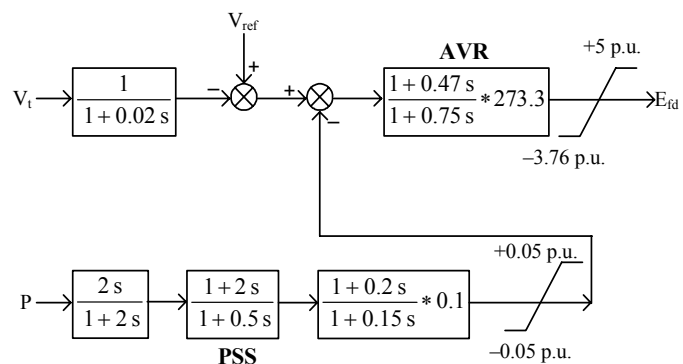 V_ref
+
AVR
+5 p.u.
V_t
1
1 + 0.02 s
−
+
−
1 + 0.47 s
1 + 0.75 s
* 273.3
E_fd
−3.76 p.u.
+0.05 p.u.
P
2 s
1 + 2 s
1 + 2 s
1 + 0.5 s
1 + 0.2 s
1 + 0.15 s
* 0.1
−0.05 p.u.
PSS